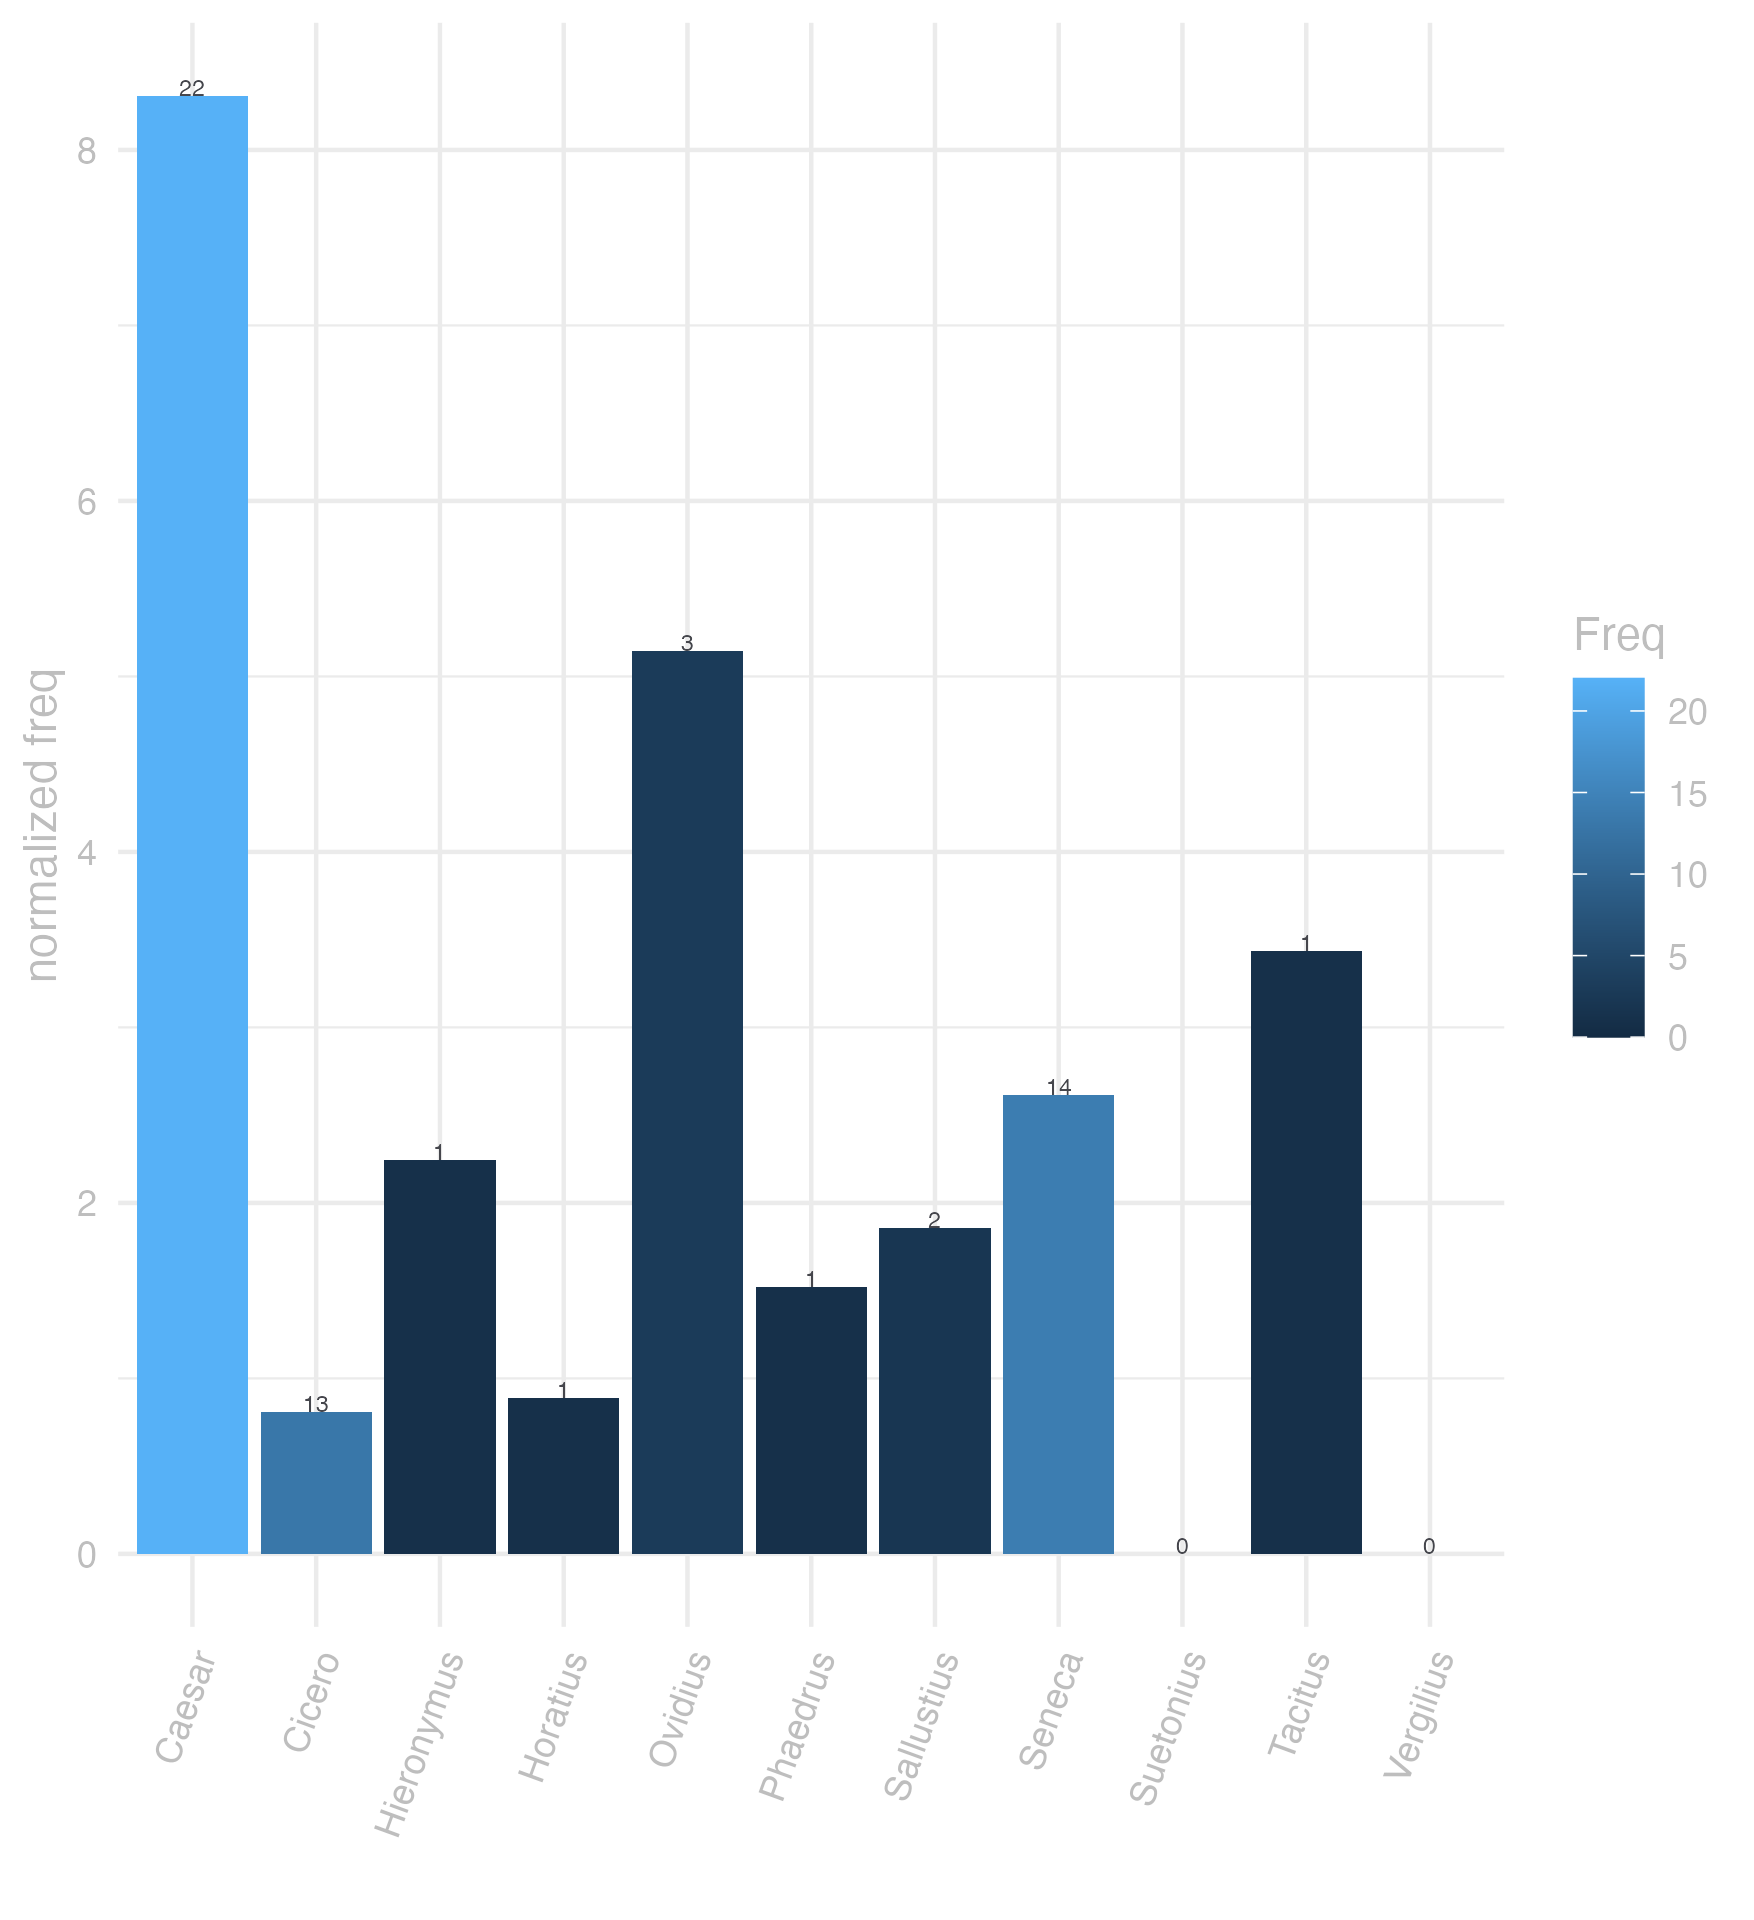 22
8
6
3
Freq
20
normalized freq
15
4
10
1
5
0
14
1
2
2
1
1
13
0
0
0
Caesar
Cicero
Hieronymus
Horatius
Ovidius
Phaedrus
Sallustius
Seneca
Suetonius
Tacitus
Vergilius